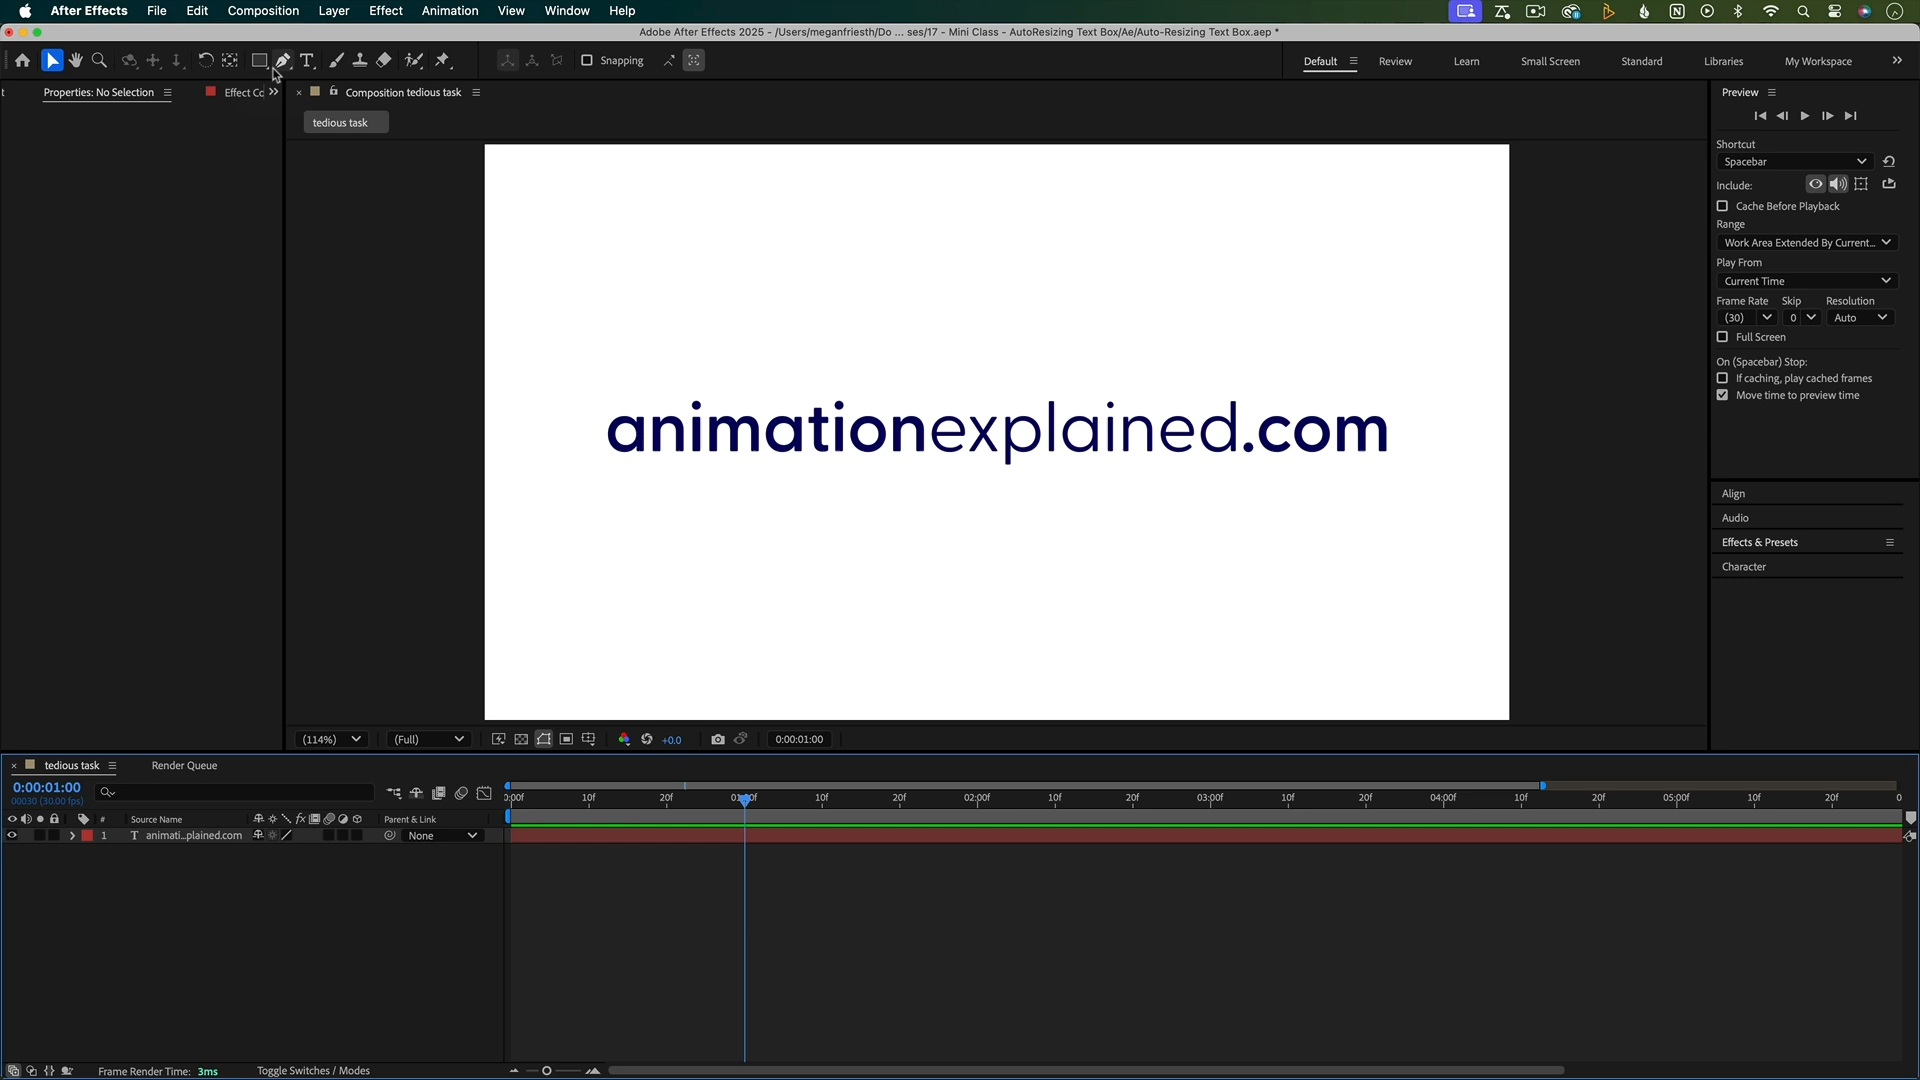 After Effects File Edit Composition Layer Effect Animation View Window Help
Adobe After Effects 2025 - /Users/meganfriesth/Do ... ses/17 - Mini Class - AutoResizing Text Box/Ae/Auto-Resizing Text Box.aep *
Snapping
Default Review Learn Small Screen Standard Libraries My Workspace
t Properties: No Selection Effect Co
Composition tedious task
tedious task
Preview
Shortcut
Spacebar
Include:
Cache Before Playback
Range
Work Area Extended By Current...
Play From
Current Time
Frame Rate Skip Resolution
(30) 0 Auto
Full Screen
On (Spacebar) Stop:
If caching, play cached frames
Move time to preview time
Align
Audio
Effects & Presets
Character
animationexplained.com
(114%) (Full) +0.0 0:00:01:00
tedious task Render Queue
0:00:01:00
00030 (30.00 fps)
0:00f 10f 20f 01:00f 10f 20f 02:00f 10f 20f 03:00f 10f 20f 04:00f 10f 20f 05:00f 10f 20f 0
# Source Name fx Parent & Link
1 T animati...plained.com None
Frame Render Time: 3ms Toggle Switches / Modes